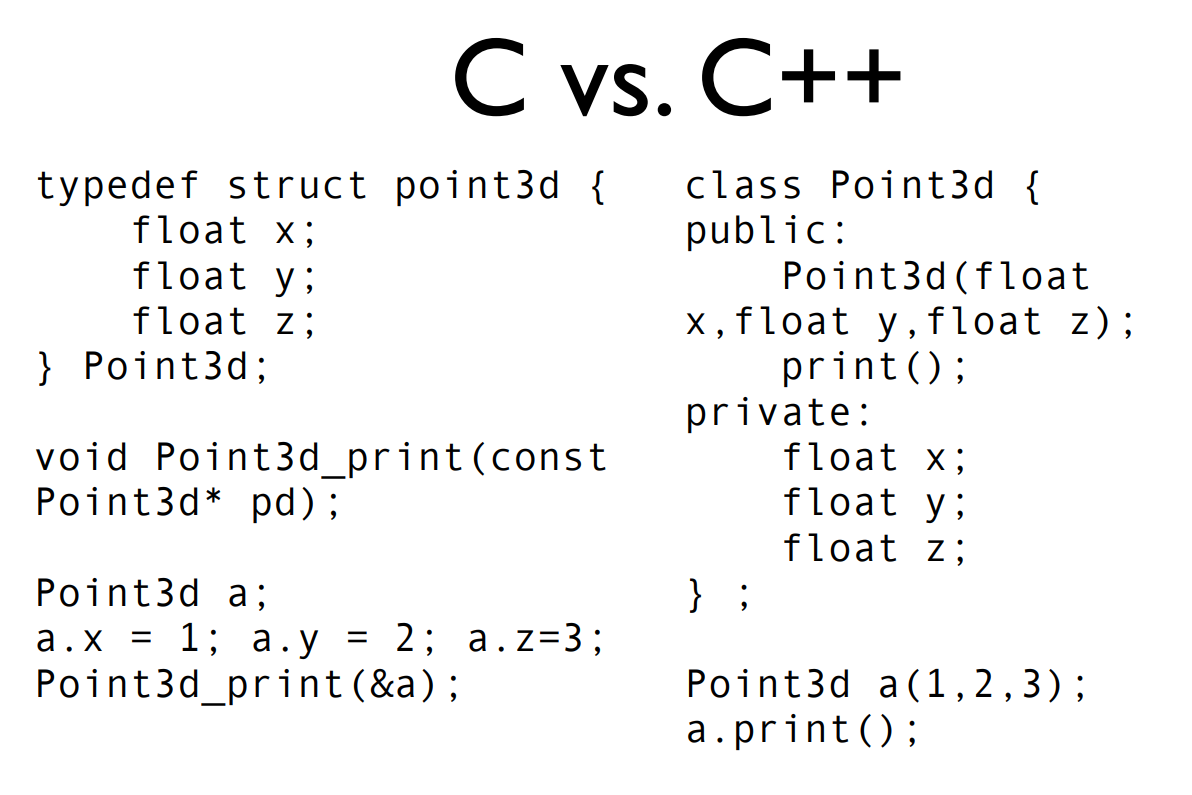 C vs. C++
typedef struct point3d {
    float x;
    float y;
    float z;
} Point3d;

void Point3d_print(const
Point3d* pd);

Point3d a;
a.x = 1; a.y = 2; a.z=3;
Point3d_print(&a);

class Point3d {
public:
    Point3d(float
x,float y,float z);
    print();
private:
    float x;
    float y;
    float z;
} ;

Point3d a(1,2,3);
a.print();